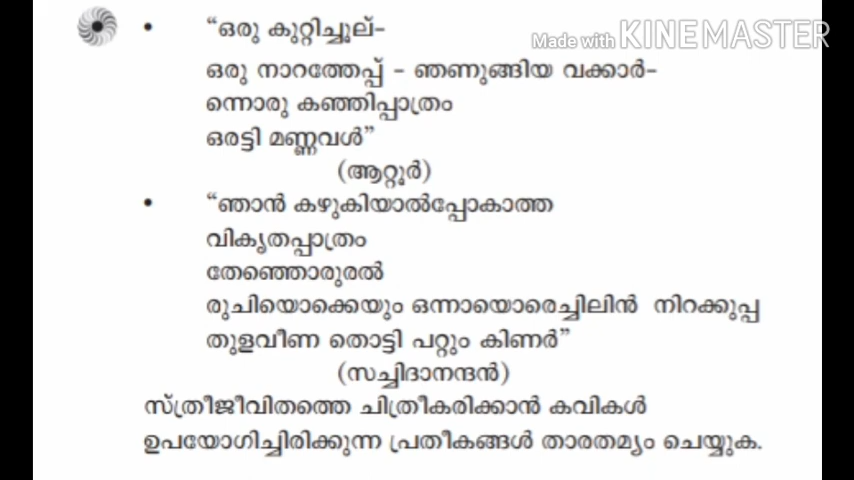 Made with KINEMASTER
• “ഒരു കുറ്റിച്ചൂല്–
ഒരു നാറത്തേപ്പ് – ഞണുങ്ങിയ വക്കാർ–
ന്നൊരു കഞ്ഞിപ്പാത്രം
ഒരട്ടി മണ്ണവൾ”
(ആറ്റൂർ)
• “ഞാൻ കഴുകിയാൽപ്പോകാത്ത
വികൃതപ്പാത്രം
തേഞ്ഞൊരുരൽ
രുചിയൊക്കെയും ഒന്നായൊരെച്ചിലിൻ നിറക്കുപ്പ
തുളവീണ തൊട്ടി പറ്റും കിണർ”
(സച്ചിദാനന്ദൻ)
സ്ത്രീജീവിതത്തെ ചിത്രീകരിക്കാൻ കവികൾ
ഉപയോഗിച്ചിരിക്കുന്ന പ്രതീകങ്ങൾ താരതമ്യം ചെയ്യുക.